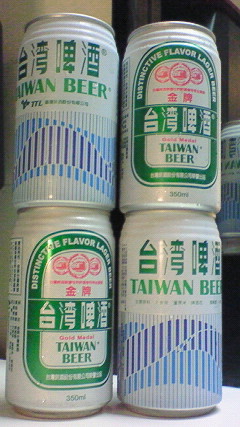 台湾啤酒®
TAIWAN BEER®
TTL
DISTINCTIVE FLAVOR LAGER BEER
金牌
台湾啤酒®
Gold Medal
TAIWAN
BEER
350ml
DISTINCTIVE FLAVOR LAGER BEER
金牌
台湾啤酒
Gold Medal
TAIWAN
BEER
350ml
台湾啤酒
TAIWAN BEE